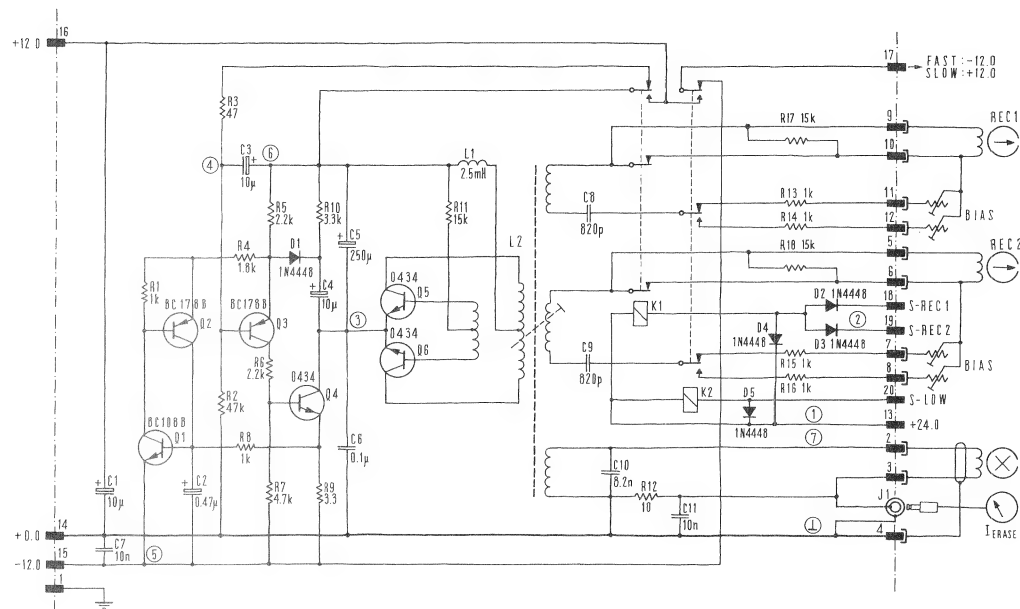 16
+12.0
17
FAST:-12.0
SLOW:+12.0
R3
47
R17 15k
9
REC1
10
4
C3
+
10µ
6
L1
2.5mH
R11
15k
R5
2.2k
R10
3.3k
C8
820p
R13 1k
11
R14 1k
12
BIAS
+
C5
250µ
L2
R4
1.8k
D1
1N4448
R18 15k
5
REC2
6
R1
1k
+
C4
10µ
Q434
Q5
K1
D2 1N4448
18
S-REC1
BC178B
Q2
BC178B
Q3
3
Q434
Q6
D4
1N4448
2
D3 1N4448
19
S-REC2
R6
2.2k
C9
820p
R15 1k
7
R16 1k
8
BIAS
Q434
Q4
K2
D5
1N4448
20
S-LOW
R2
47k
1
13
+24.0
BC108B
Q1
R8
1k
C6
0.1µ
7
2
C10
8.2n
3
+
C1
10µ
+
C2
0.47µ
R7
4.7k
R9
3.3
R12
10
C11
10n
J1
IERASE
14
+0.0
⊥
4
C7
10n
15
-12.0
5
1